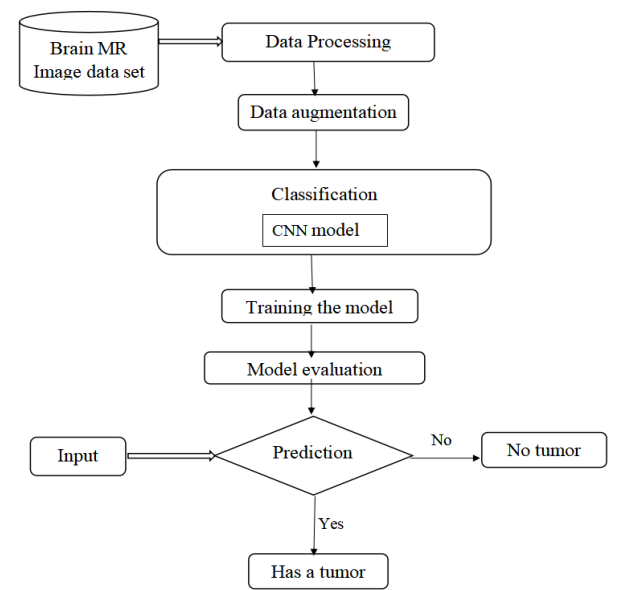 Brain MR
Image data set
Data Processing
Data augmentation
Classification
CNN model
Training the model
Model evaluation
Input
Prediction
No
No tumor
Yes
Has a tumor